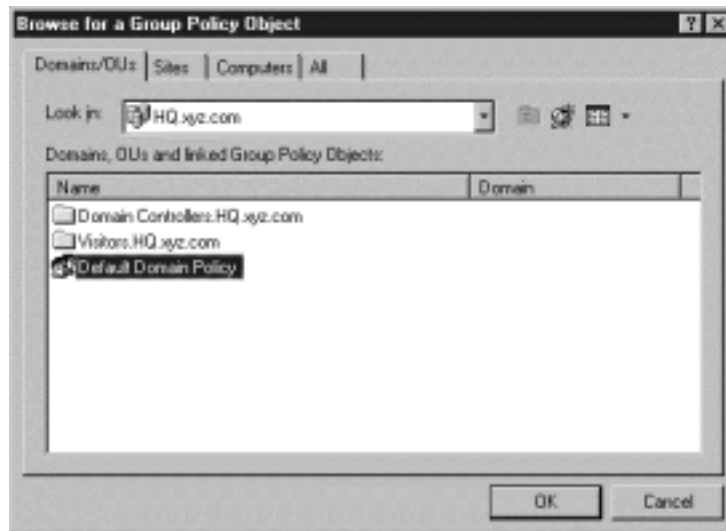 Browse for a Group Policy Object
Domains/OUs Sites Computers All
Look in: HQ.xyz.com
Domains, OUs and linked Group Policy Objects:
Name Domain
Domain Controllers.HQ.xyz.com
Visitors.HQ.xyz.com
Default Domain Policy
OK Cancel